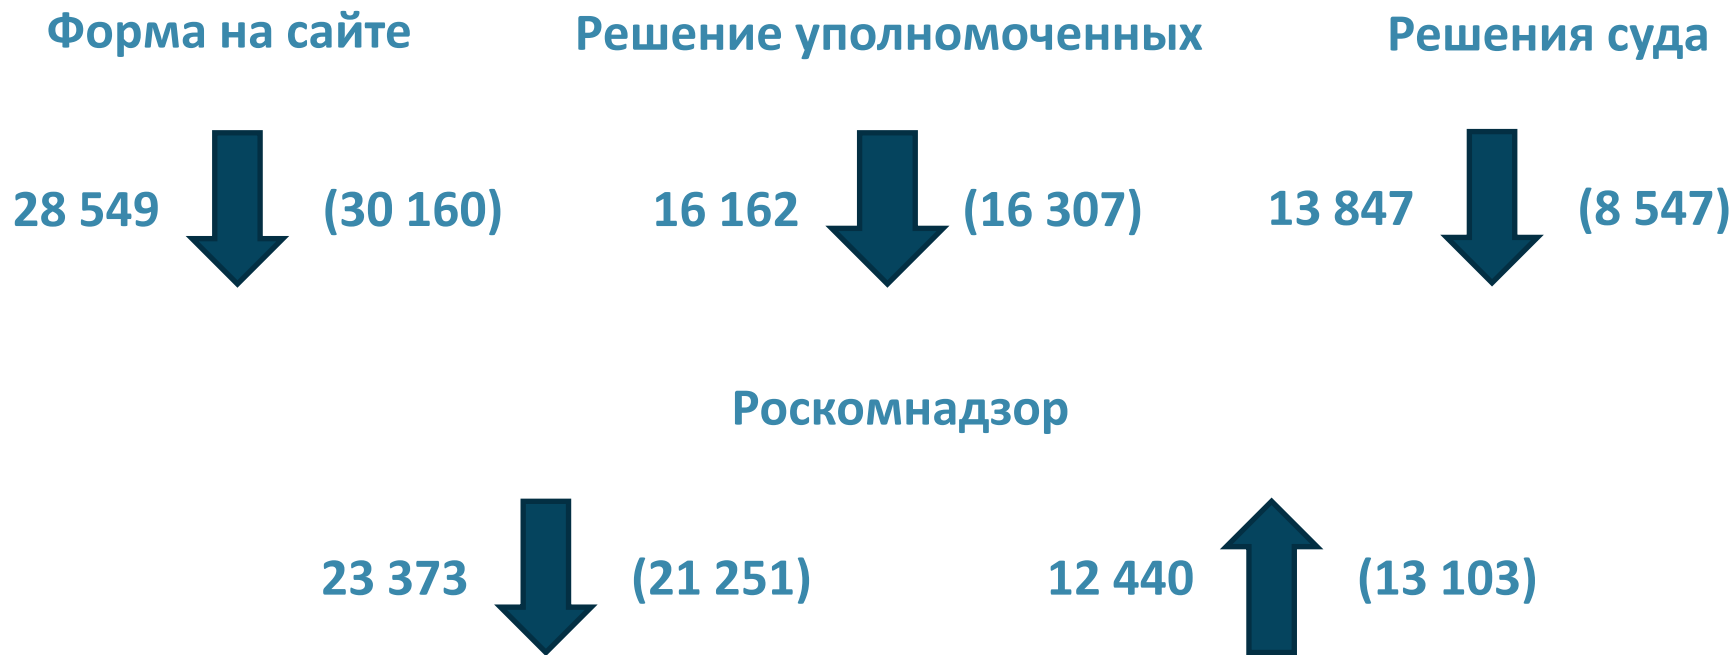 Форма на сайте
Решение уполномоченных
Решения суда
28 549 (30 160)
16 162 (16 307)
13 847 (8 547)
Роскомнадзор
23 373 (21 251)
12 440 (13 103)